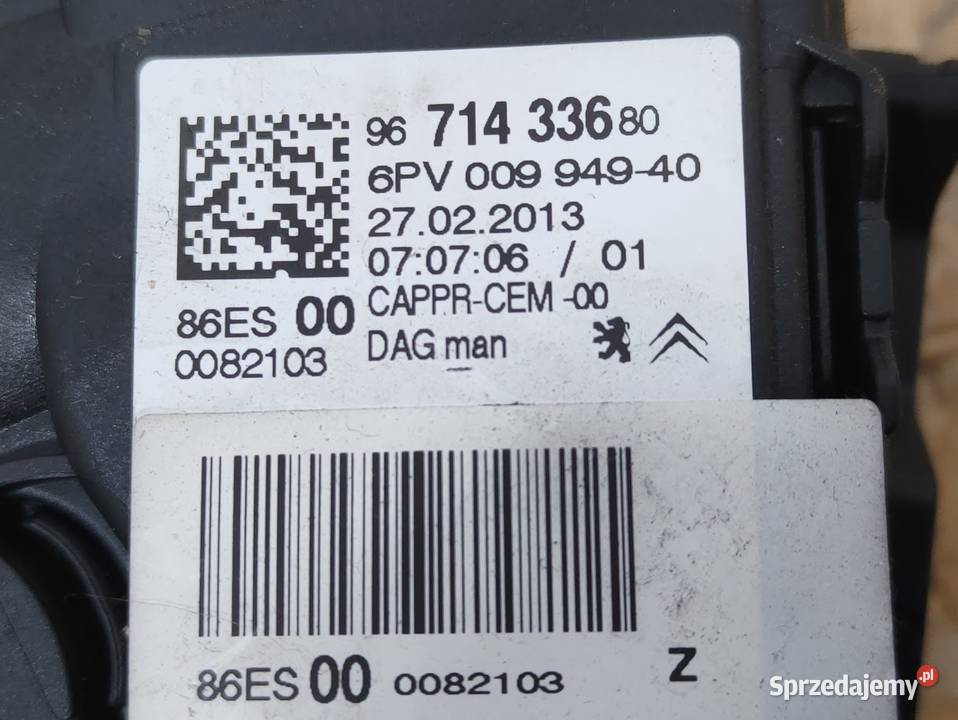 96 714 336 80
6PV 009 949-40
27.02.2013
07:07:06 / 01
CAPPR-CEM -00
DAG man
86ES 00
0082103
86ES 00 0082103
Z
Sprzedajemy.pl